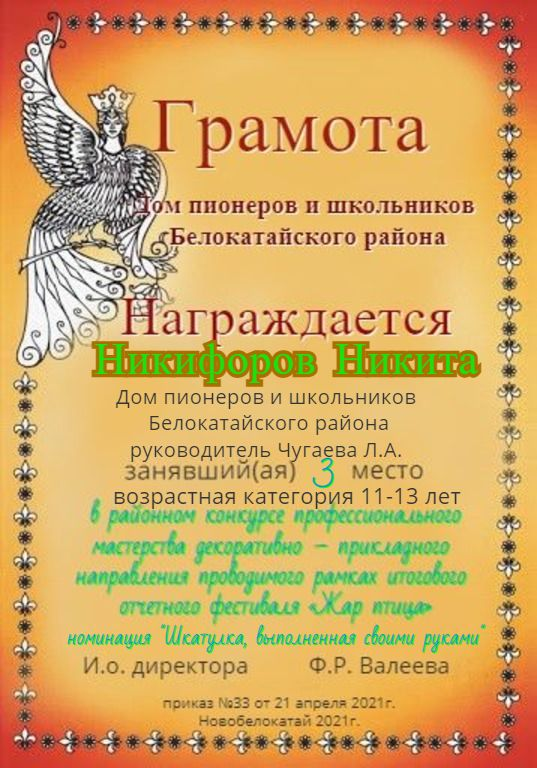 Грамота
Дом пионеров и школьников
Белокатайского района
Награждается
Никифоров Никита
Дом пионеров и школьников
Белокатайского района
руководитель Чугаева Л.А.
занявший(ая) 3 место
возрастная категория 11-13 лет
в районном конкурсе профессионального
мастерства декоративно – прикладного
направления проводимого рамках итогового
отчетного фестиваля «Жар птица»
номинация "Шкатулка, выполненная своими руками"
И.о. директора Ф.Р. Валеева
приказ №33 от 21 апреля 2021г.
Новобелокатай 2021г.